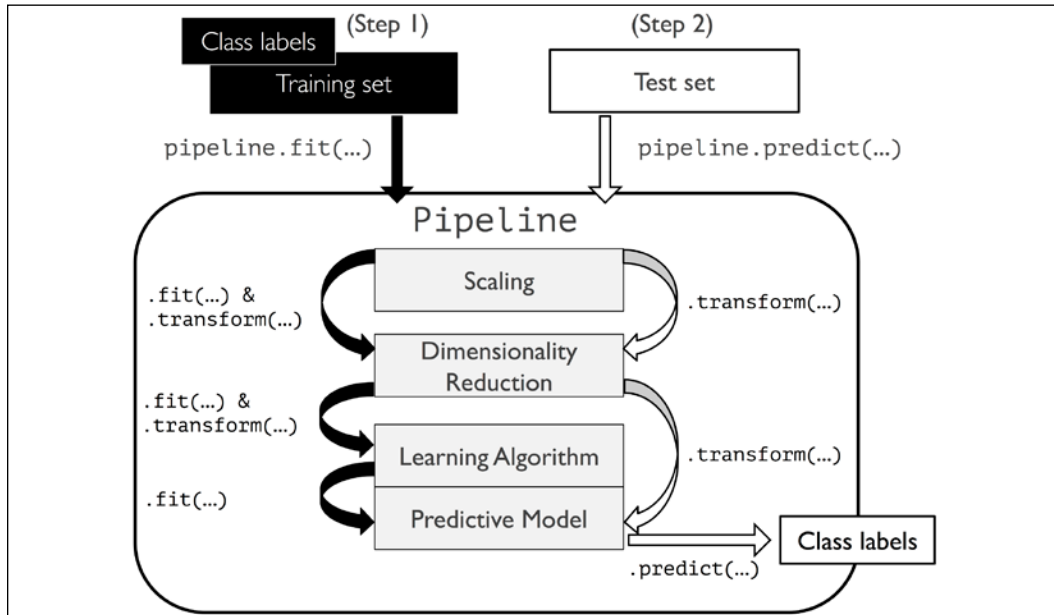 (Step 1)
(Step 2)
Class labels
Training set
Test set
pipeline.fit(…)
pipeline.predict(…)
Pipeline
Scaling
.fit(…) &
.transform(…)
.transform(…)
Dimensionality
Reduction
.fit(…) &
.transform(…)
Learning Algorithm
.transform(…)
.fit(…)
Predictive Model
Class labels
.predict(…)